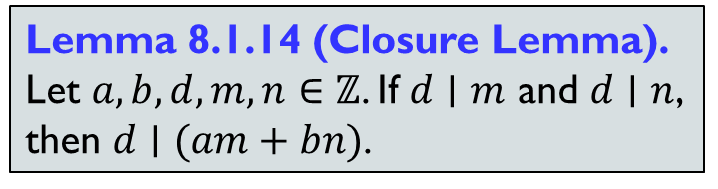 Lemma 8.1.14 (Closure Lemma).
Let 𝑎, 𝑏, 𝑑, 𝑚, 𝑛 ∈ ℤ. If 𝑑 ∣ 𝑚 and 𝑑 ∣ 𝑛,
then 𝑑 ∣ (𝑎𝑚 + 𝑏𝑛).